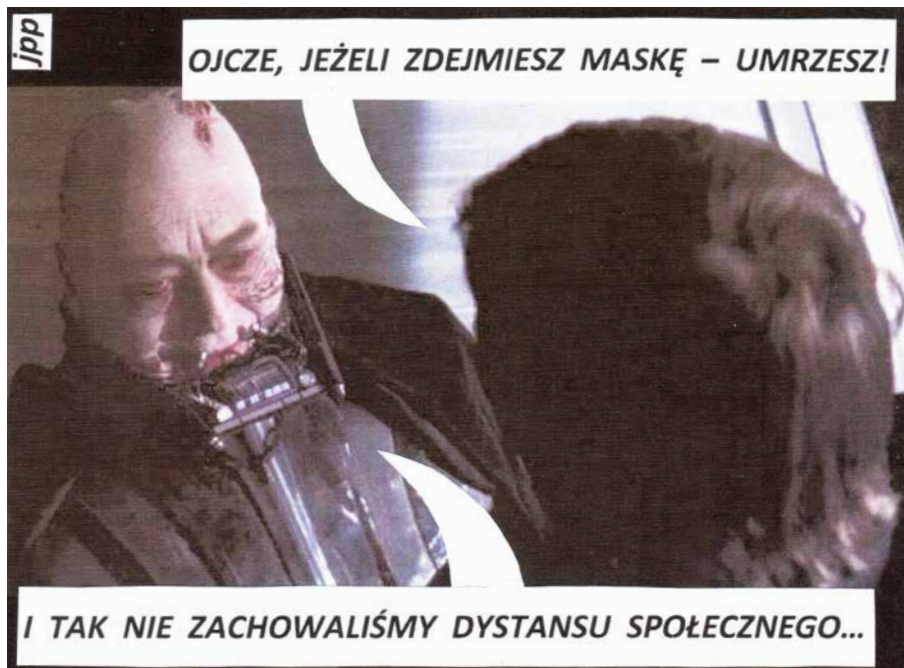 jpp
OJCZE, JEŻELI ZDEJMIESZ MASKĘ – UMRZESZ!
I TAK NIE ZACHOWALIŚMY DYSTANSU SPOŁECZNEGO...